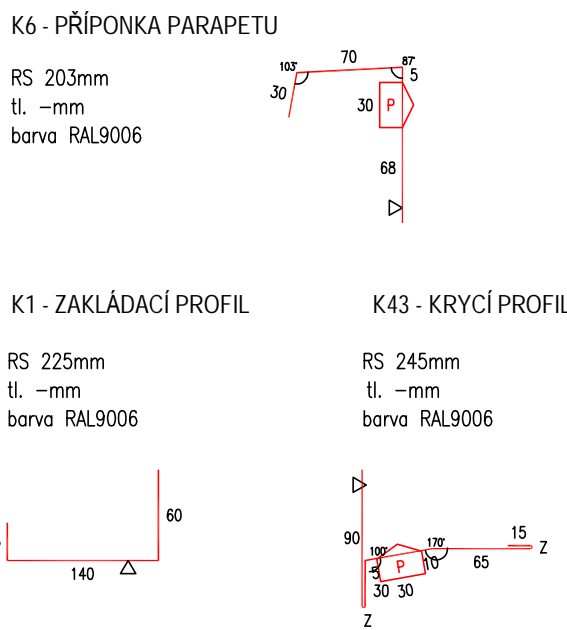 K6 - PŘÍPONKA PARAPETU
RS 203mm
tl. –mm
barva RAL9006
103°
70
87°
5
30
30
P
68
K1 - ZAKLÁDACÍ PROFIL
RS 225mm
tl. –mm
barva RAL9006
60
140
K43 - KRYCÍ PROFIL
RS 245mm
tl. –mm
barva RAL9006
90
100°
170°
15
Z
5
P
10
65
30 30
Z